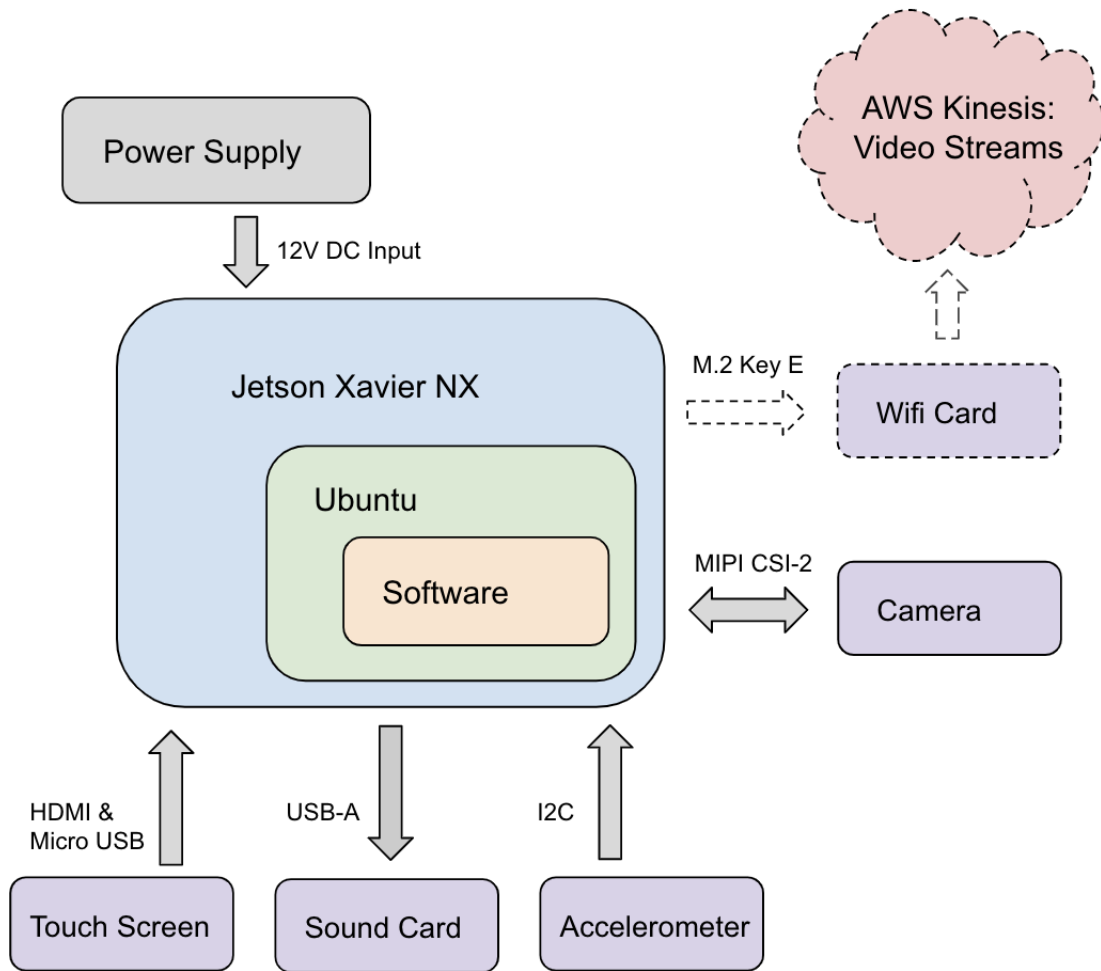 AWS Kinesis:
Video Streams
Power Supply
12V DC Input
Jetson Xavier NX
M.2 Key E
Wifi Card
Ubuntu
Software
MIPI CSI-2
Camera
HDMI &
Micro USB
USB-A
I2C
Touch Screen
Sound Card
Accelerometer